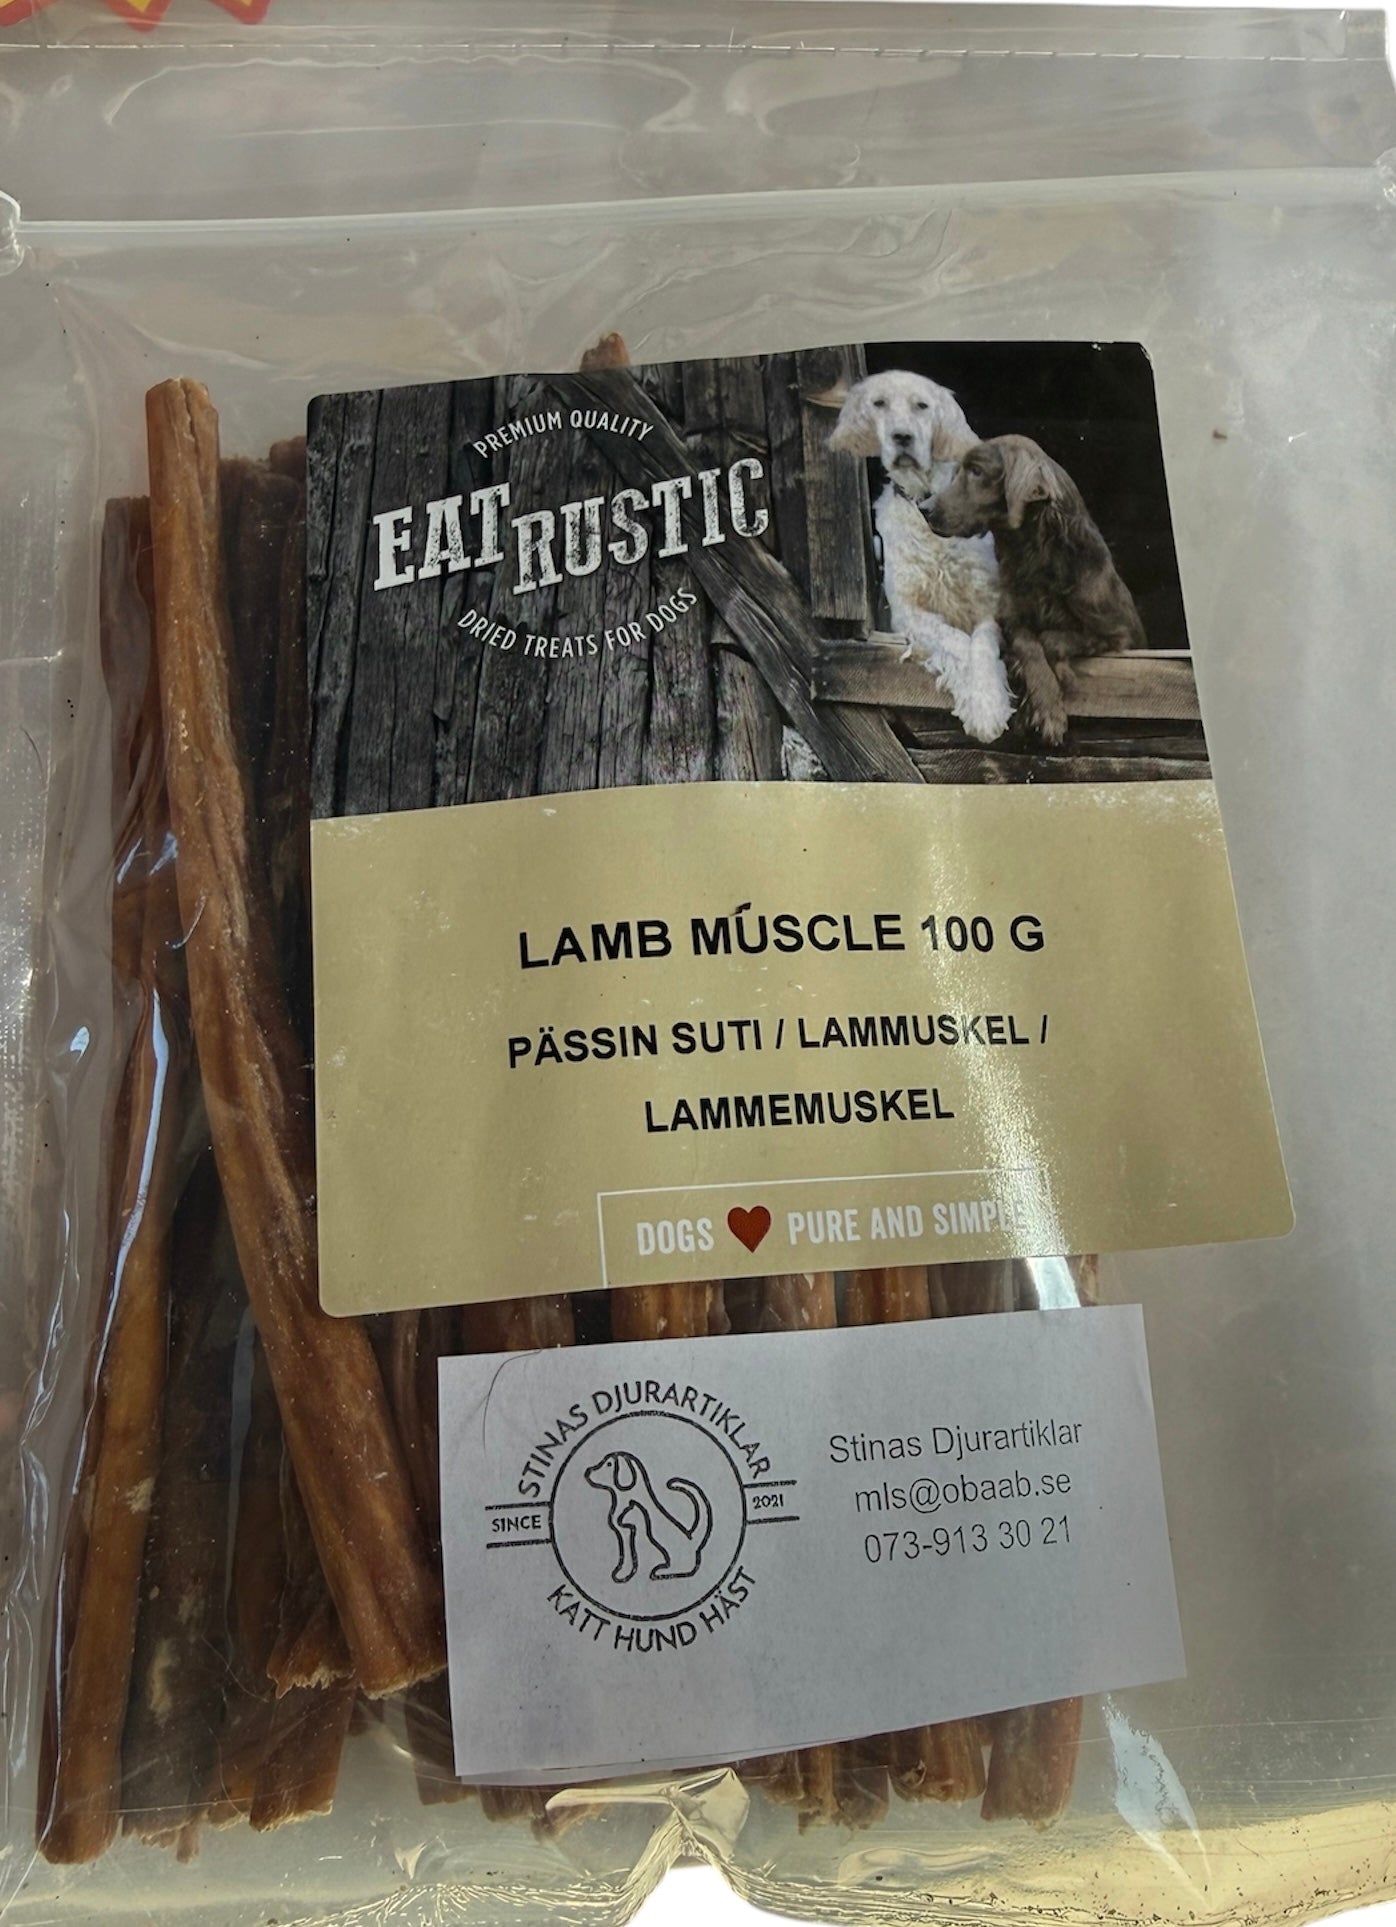 PREMIUM QUALITY
EAT RUSTIC
DRIED TREATS FOR DOGS
LAMB MUSCLE 100 G
PÄSSIN SUTI / LAMMUSKEL /
LAMMEMUSKEL
DOGS ♥ PURE AND SIMPLE
STINAS DJURARTIKLAR
SINCE 2021
KATT HUND HÄST
Stinas Djurartiklar
mls@obaab.se
073-913 30 21